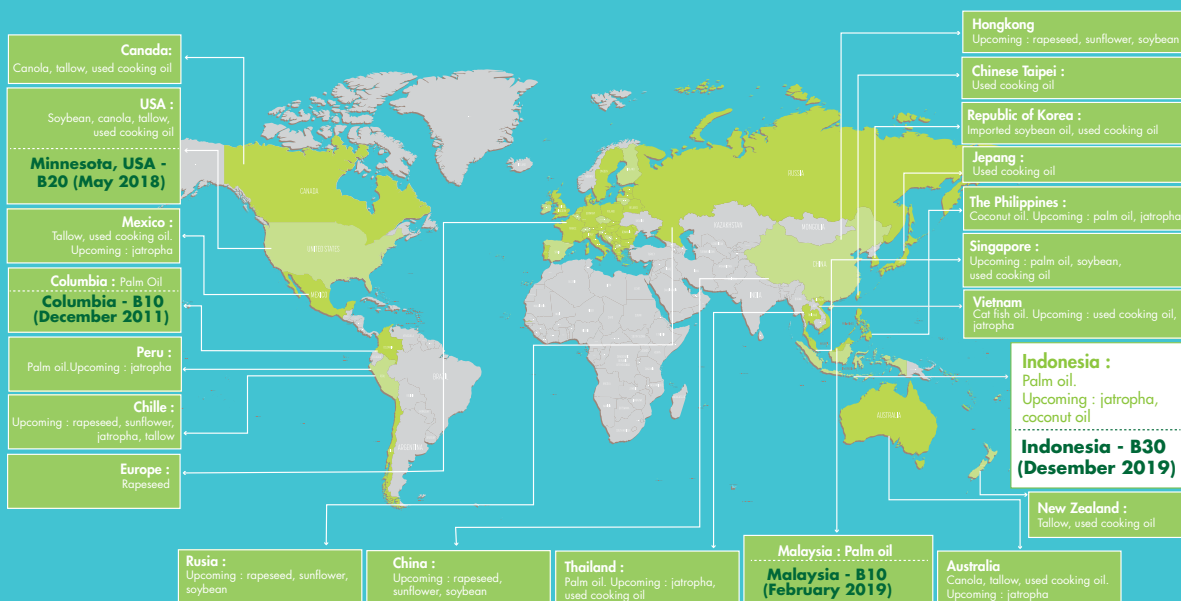 Canada:
Canola, tallow, used cooking oil
USA :
Soybean, canola, tallow,
used cooking oil
Minnesota, USA -
B20 (May 2018)
Mexico :
Tallow, used cooking oil.
Upcoming : jatropha
Columbia : Palm Oil
Columbia - B10
(December 2011)
Peru :
Palm oil.Upcoming : jatropha
Chille :
Upcoming : rapeseed, sunflower,
jatropha, tallow
Europe :
Rapeseed
CANADA
UNITED STATES
MEXICO
BRAZIL
ARGENTINA
RUSSIA
KAZAKHSTAN
MONGOLIA
CHINA
INDIA
AUSTRALIA
Hongkong
Upcoming : rapeseed, sunflower, soybean
Chinese Taipei :
Used cooking oil
Republic of Korea :
Imported soybean oil, used cooking oil
Jepang :
Used cooking oil
The Philippines :
Coconut oil. Upcoming : palm oil, jatropha
Singapore :
Upcoming : palm oil, soybean,
used cooking oil
Vietnam
Cat fish oil. Upcoming : used cooking oil,
jatropha
Indonesia :
Palm oil.
Upcoming : jatropha,
coconut oil
Indonesia - B30
(Desember 2019)
New Zealand :
Tallow, used cooking oil
Rusia :
Upcoming : rapeseed, sunflower,
soybean
China :
Upcoming : rapeseed,
sunflower, soybean
Thailand :
Palm oil. Upcoming : jatropha,
used cooking oil
Malaysia : Palm oil
Malaysia - B10
(February 2019)
Australia
Canola, tallow, used cooking oil.
Upcoming : jatropha